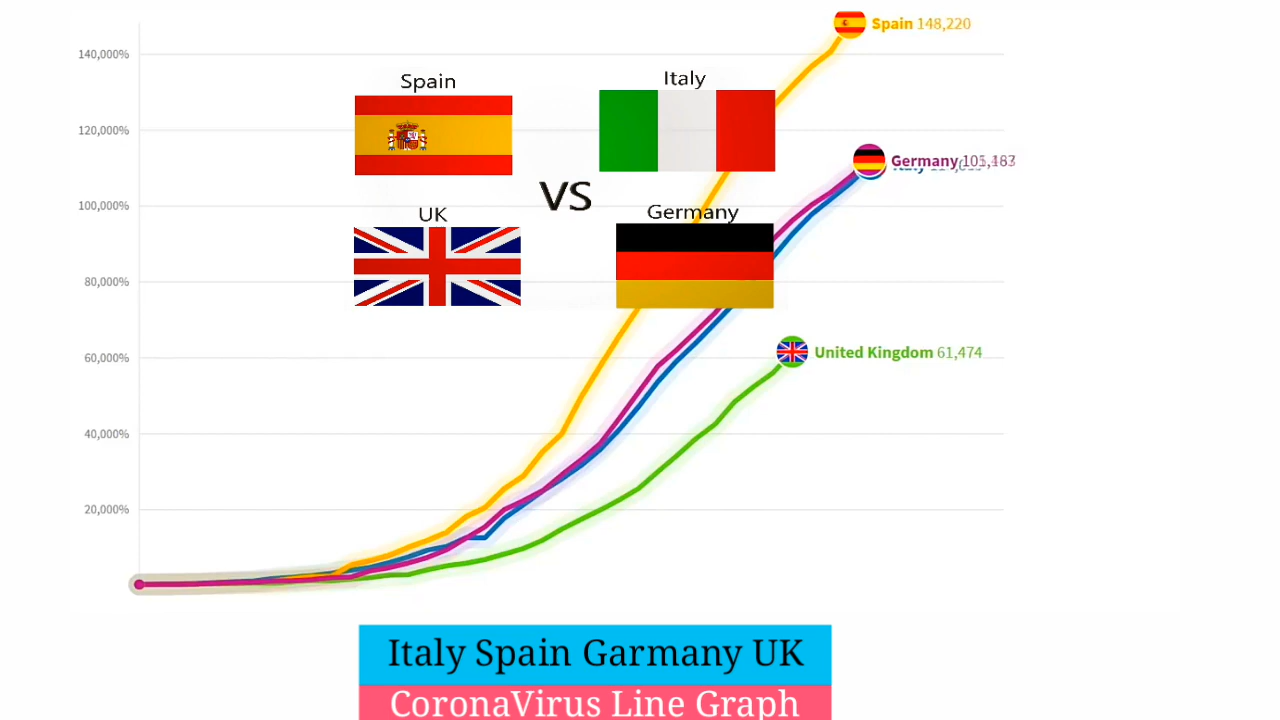 Spain 148,220
140,000%
Spain
Italy
120,000%
Germany
Italy
VS
100,000%
UK
Germany
80,000%
60,000%
United Kingdom 61,474
40,000%
20,000%
Italy Spain Garmany UK
CoronaVirus Line Graph